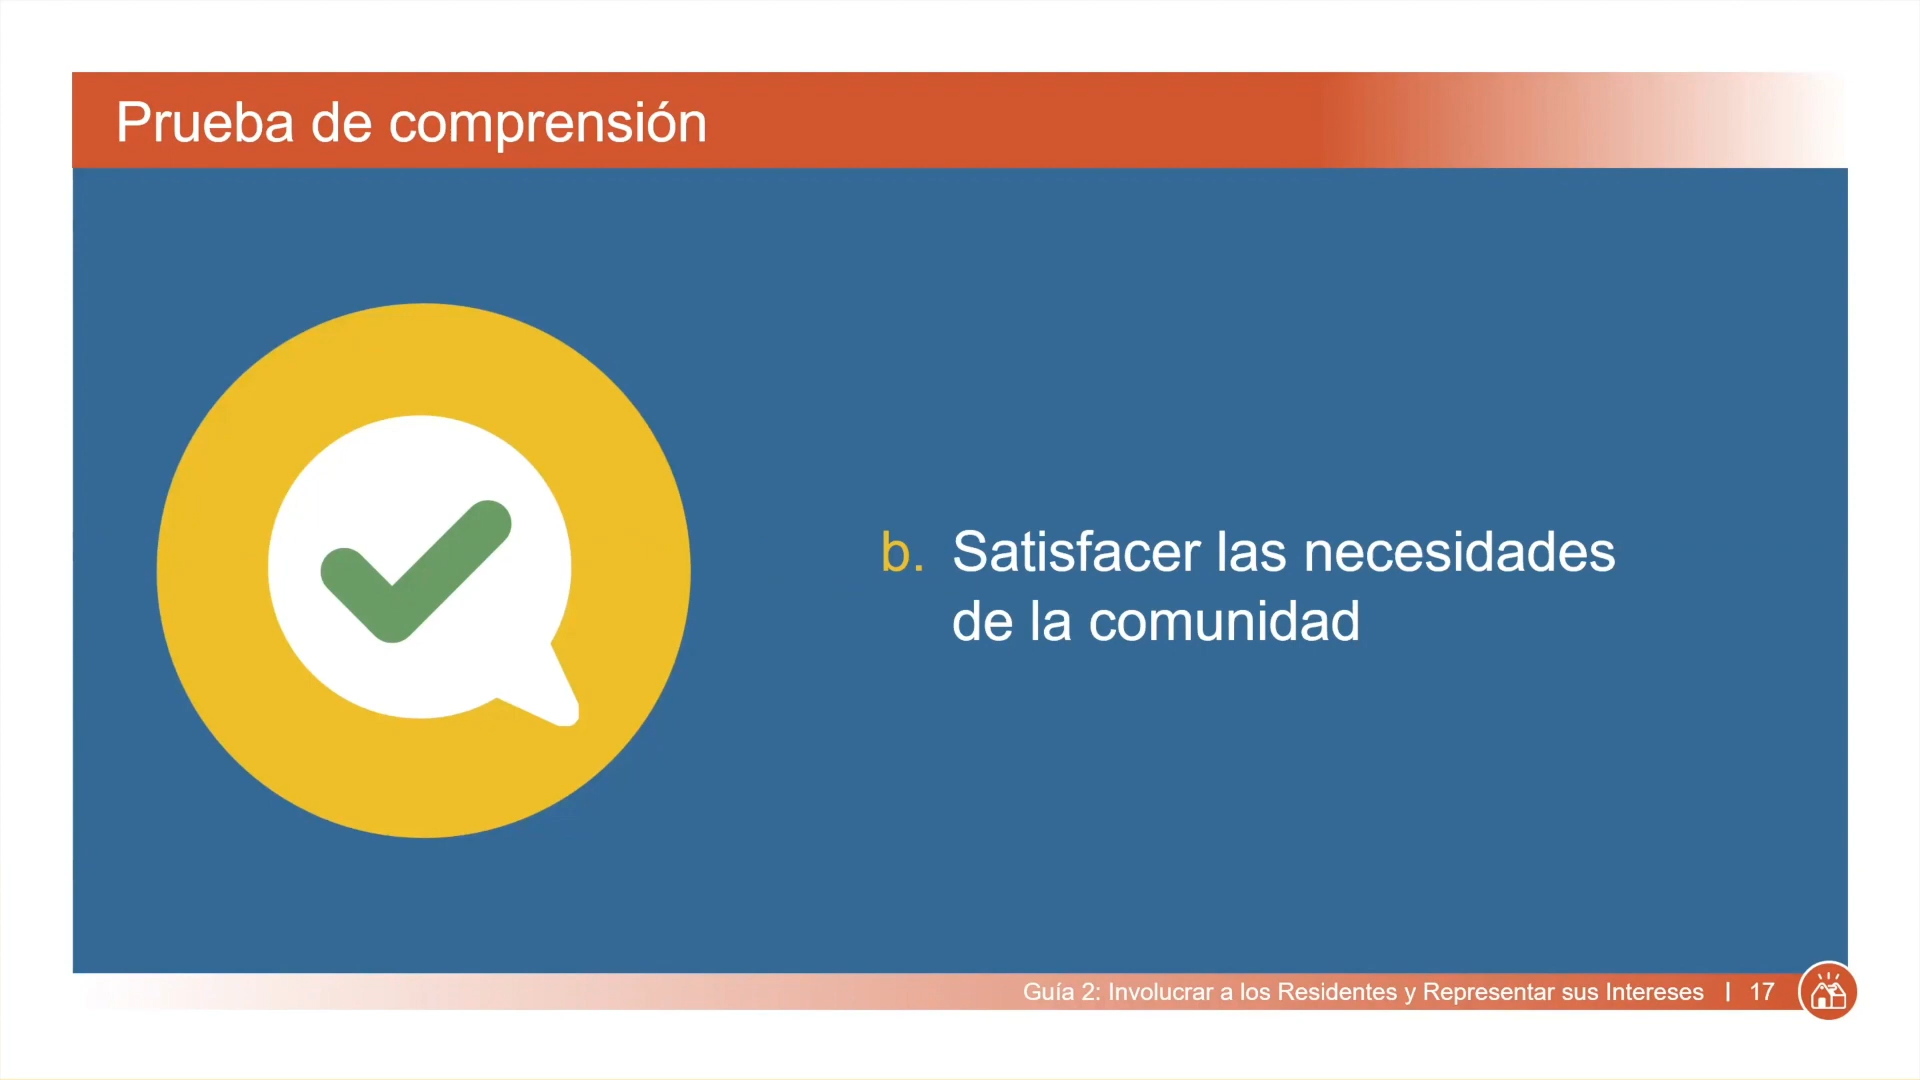 Prueba de comprensión
b. Satisfacer las necesidades
de la comunidad
Guía 2: Involucrar a los Residentes y Representar sus Intereses | 17